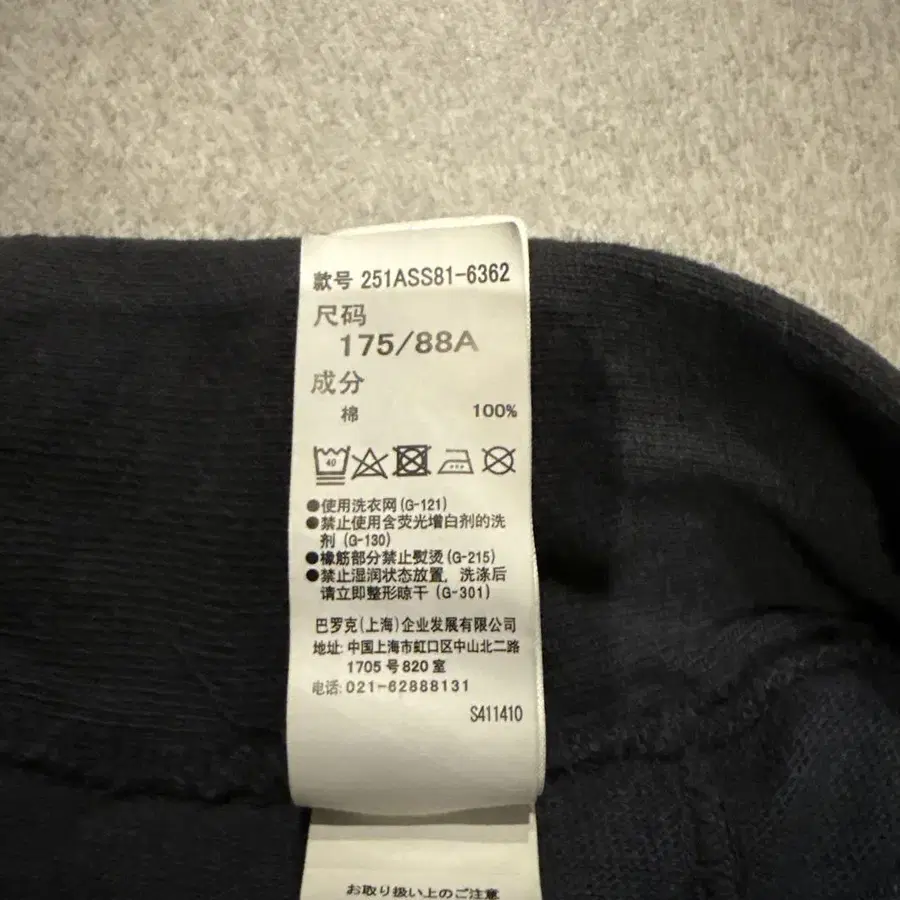 款号 251ASS81-6362
尺码
175/88A
成分
棉 100%
40
●使用洗衣网(G-121)
●禁止使用含荧光增白剂的洗
剂 (G-130)
●橡筋部分禁止熨烫(G-215)
●禁止湿润状态放置，洗涤后
请立即整形晾干 (G-301)
巴罗克(上海)企业发展有限公司
地址: 中国上海市虹口区中山北二路
1705号820室
电话: 021-62888131
S411410
お取り扱い上のご注意